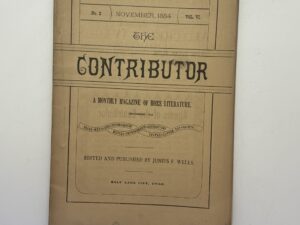 No. 2 NOVEMBER, 1884 VOL. VI.
THE
CONTRIBUTOR
A MONTHLY MAGAZINE OF HOME LITERATURE.
EDITED AND PUBLISHED BY JUNIUS F. WELLS.
SALT LAKE CITY, UTAH.